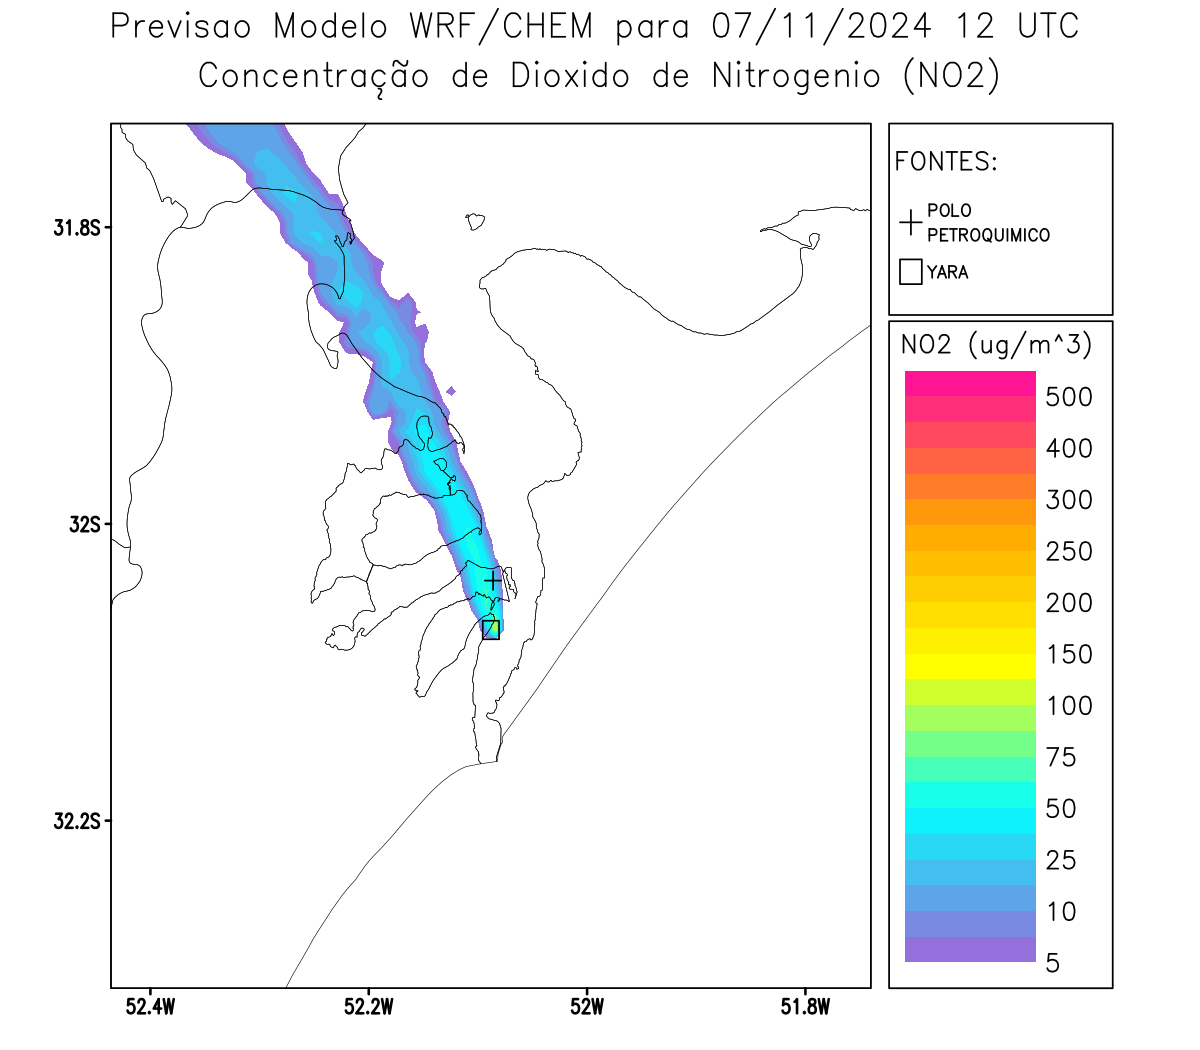 Previsao Modelo WRF/CHEM para 07/11/2024 12 UTC
Concentração de Dioxido de Nitrogenio (NO2)
FONTES:
POLO
PETROQUIMICO
YARA
NO2 (ug/m^3)
500
400
300
250
200
150
100
75
50
25
10
5
31.8S
32S
32.2S
52.4W
52.2W
52W
51.8W